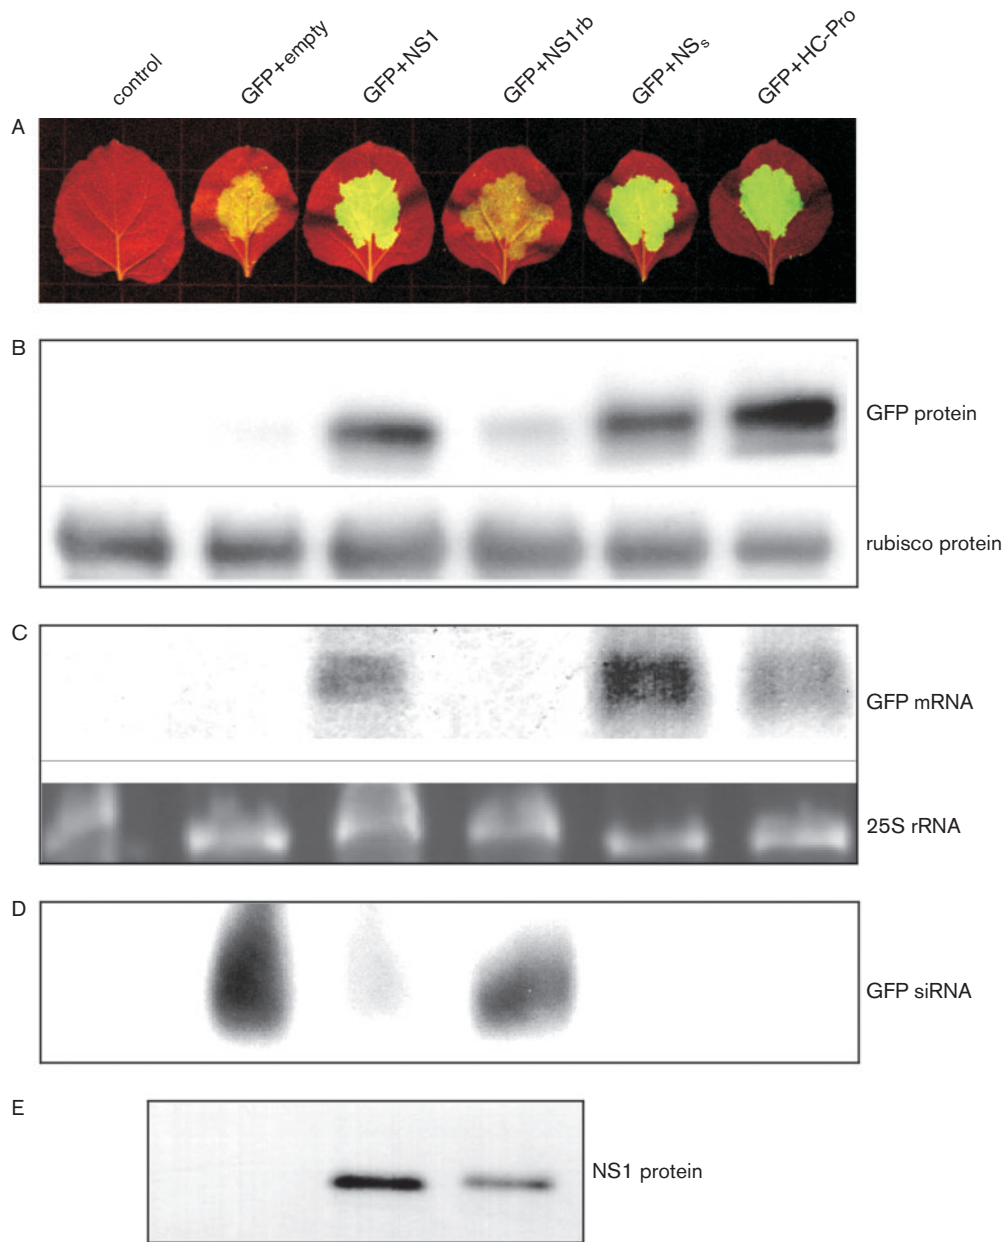 control
GFP+empty
GFP+NS1
GFP+NS1rb
GFP+NSs
GFP+HC-Pro
A
B
GFP protein
rubisco protein
C
GFP mRNA
25S rRNA
D
GFP siRNA
E
NS1 protein